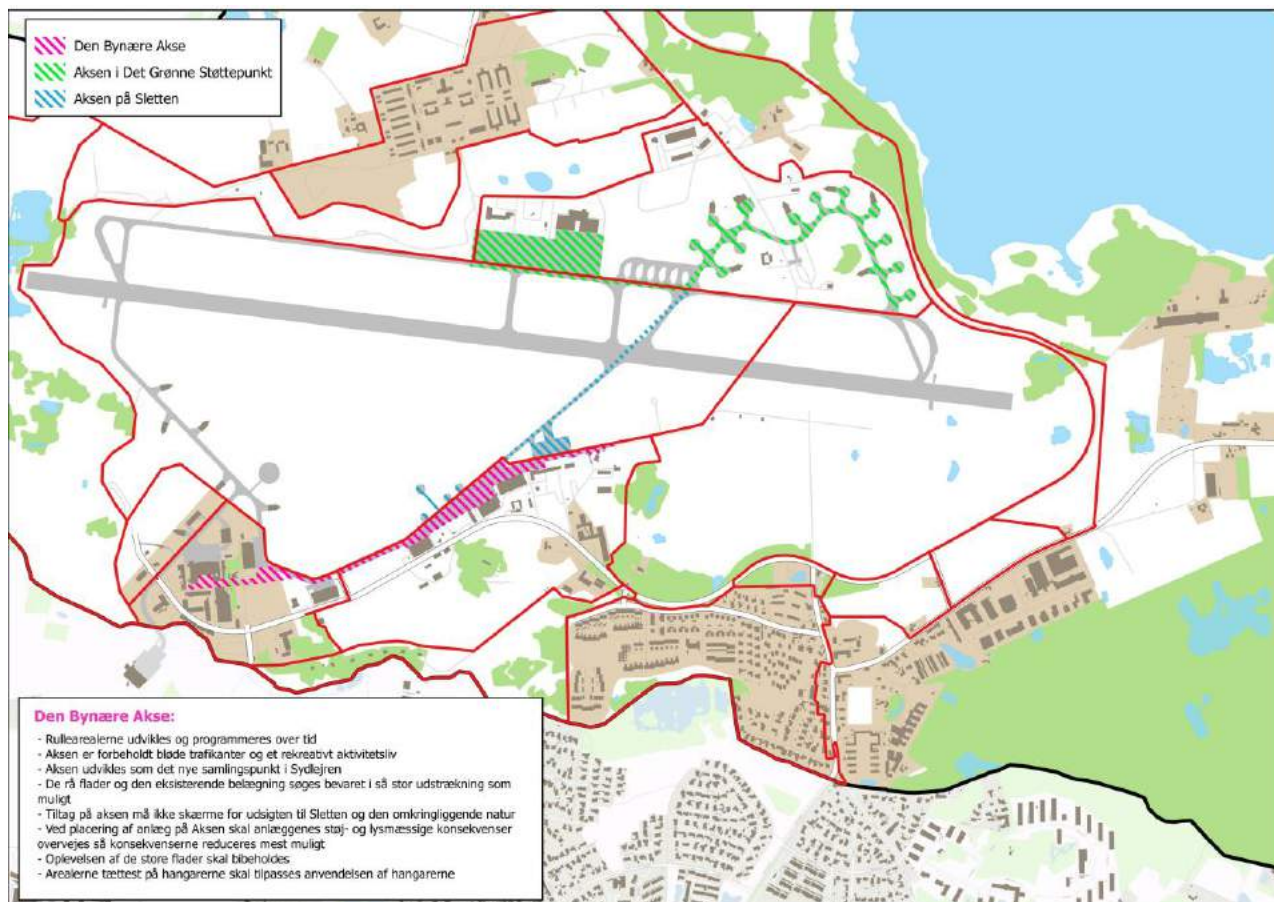 Den Bynære Akse
Aksen i Det Grønne Støttepunkt
Aksen på Sletten
Den Bynære Akse:
- Rullearealerne udvikles og programmeres over tid
- Aksen er forbeholdt bløde trafikanter og et rekreativt aktivitetsliv
- Aksen udvikles som det nye samlingspunkt i Sydlejren
- De rå flader og den eksisterende belægning søges bevaret i så stor udstrækning som
muligt
- Tiltag på aksen må ikke skærme for udsigten til Sletten og den omkringliggende natur
- Ved placering af anlæg på Aksen skal anlæggenes støj- og lysmæssige konsekvenser
overvejes så konsekvenserne reduceres mest muligt
- Oplevelsen af de store flader skal bibeholdes
- Arealerne tættest på hangarerne skal tilpasses anvendelsen af hangarerne